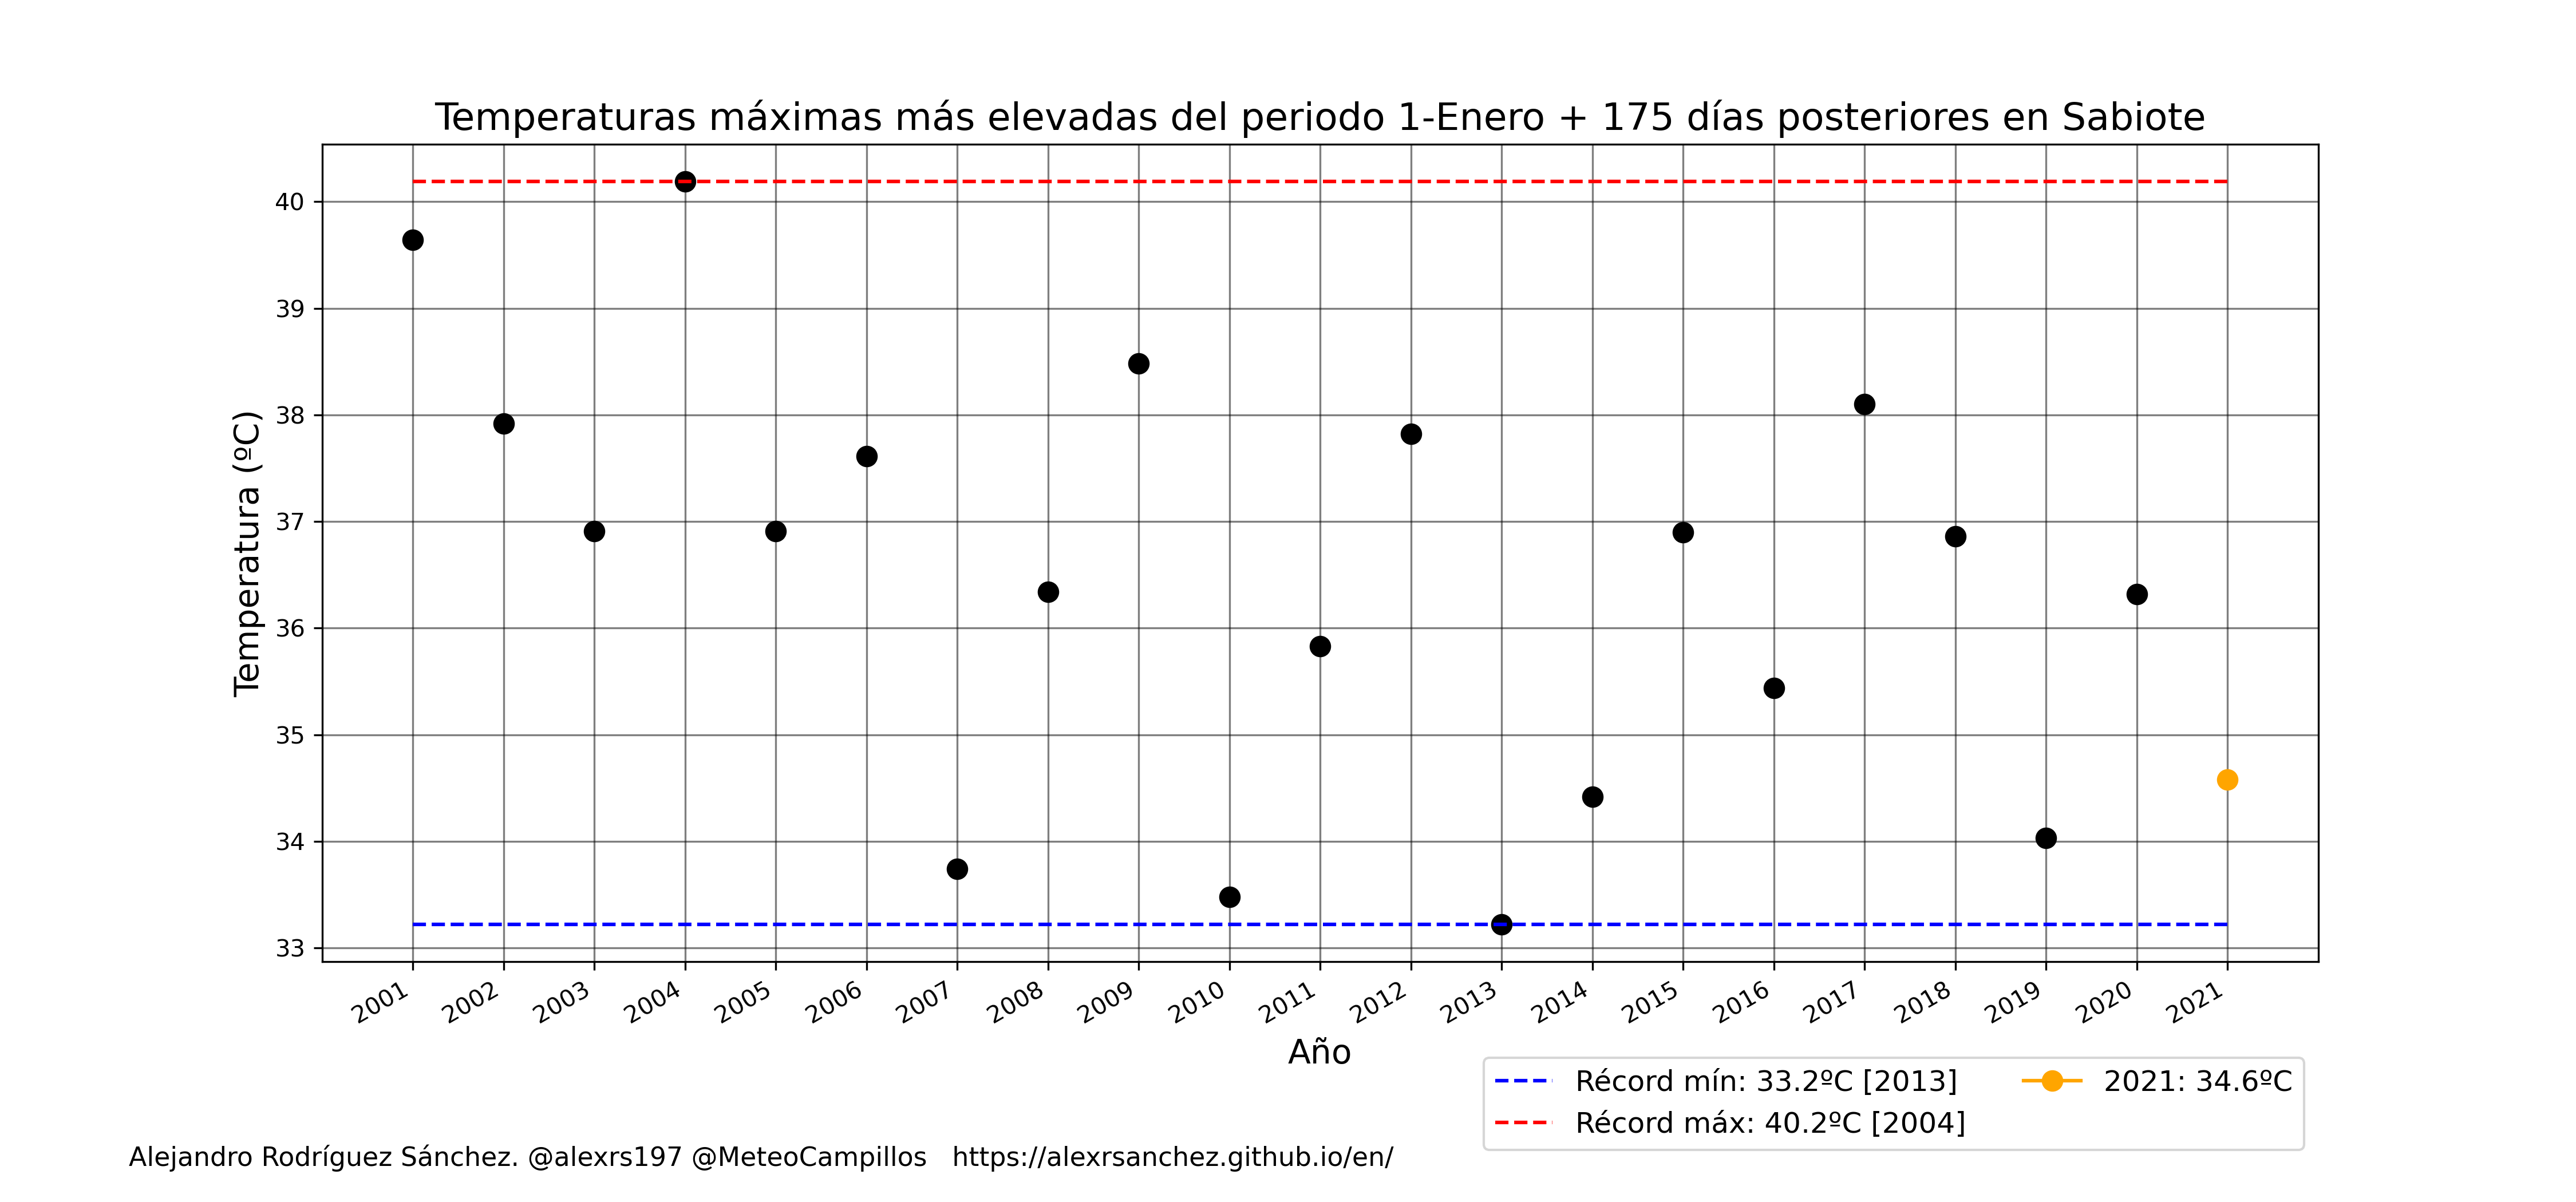 Temperaturas máximas más elevadas del periodo 1-Enero + 175 días posteriores en Sabiote
Temperatura (ºC)
40
39
38
37
36
35
34
33
2001 2002 2003 2004 2005 2006 2007 2008 2009 2010 2011 2012 2013 2014 2015 2016 2017 2018 2019 2020 2021
Año
Récord mín: 33.2ºC [2013]
Récord máx: 40.2ºC [2004]
2021: 34.6ºC
Alejandro Rodríguez Sánchez. @alexrs197 @MeteoCampillos https://alexrsanchez.github.io/en/